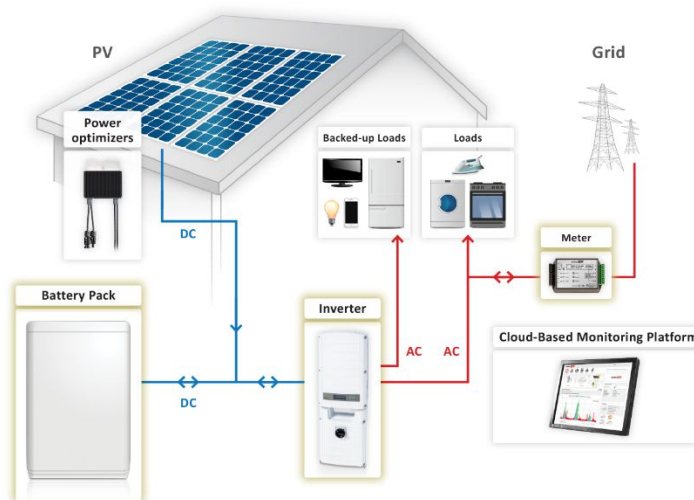 PV
Grid
Power
optimizers
Backed-up Loads
Loads
DC
Meter
Battery Pack
Inverter
AC
AC
Cloud-Based Monitoring Platform
DC